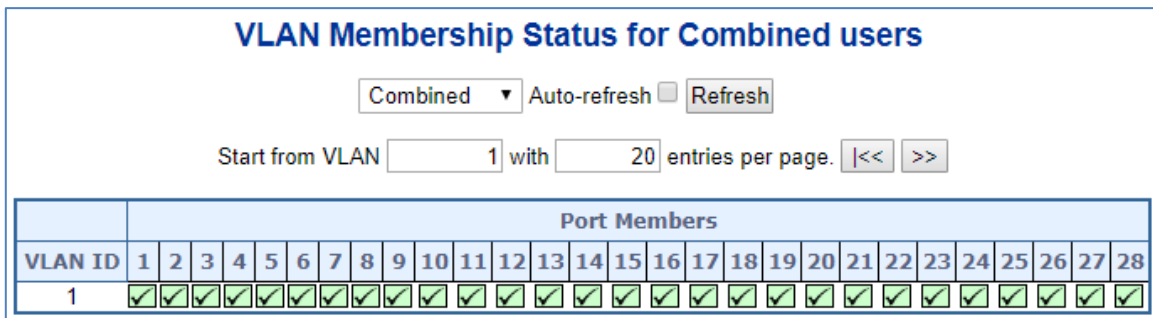 VLAN Membership Status for Combined users
Combined Auto-refresh Refresh
Start from VLAN 1 with 20 entries per page. |<< >>
Port Members
VLAN ID 1 2 3 4 5 6 7 8 9 10 11 12 13 14 15 16 17 18 19 20 21 22 23 24 25 26 27 28
1